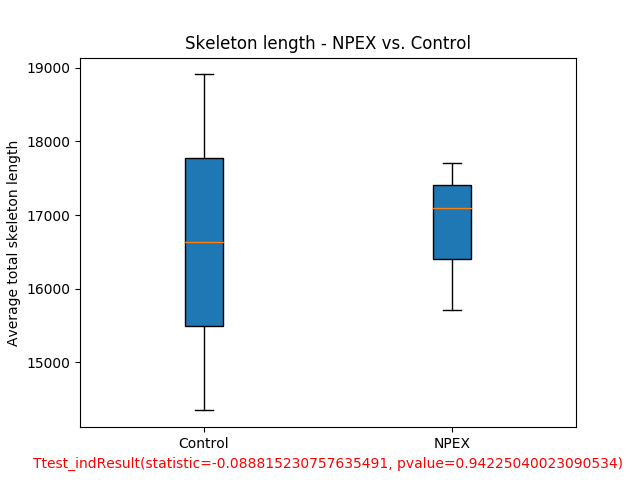 Skeleton length - NPEX vs. Control
19000
18000
17000
16000
15000
Average total skeleton length
Control NPEX
Ttest_indResult(statistic=-0.088815230757635491, pvalue=0.94225040023090534)